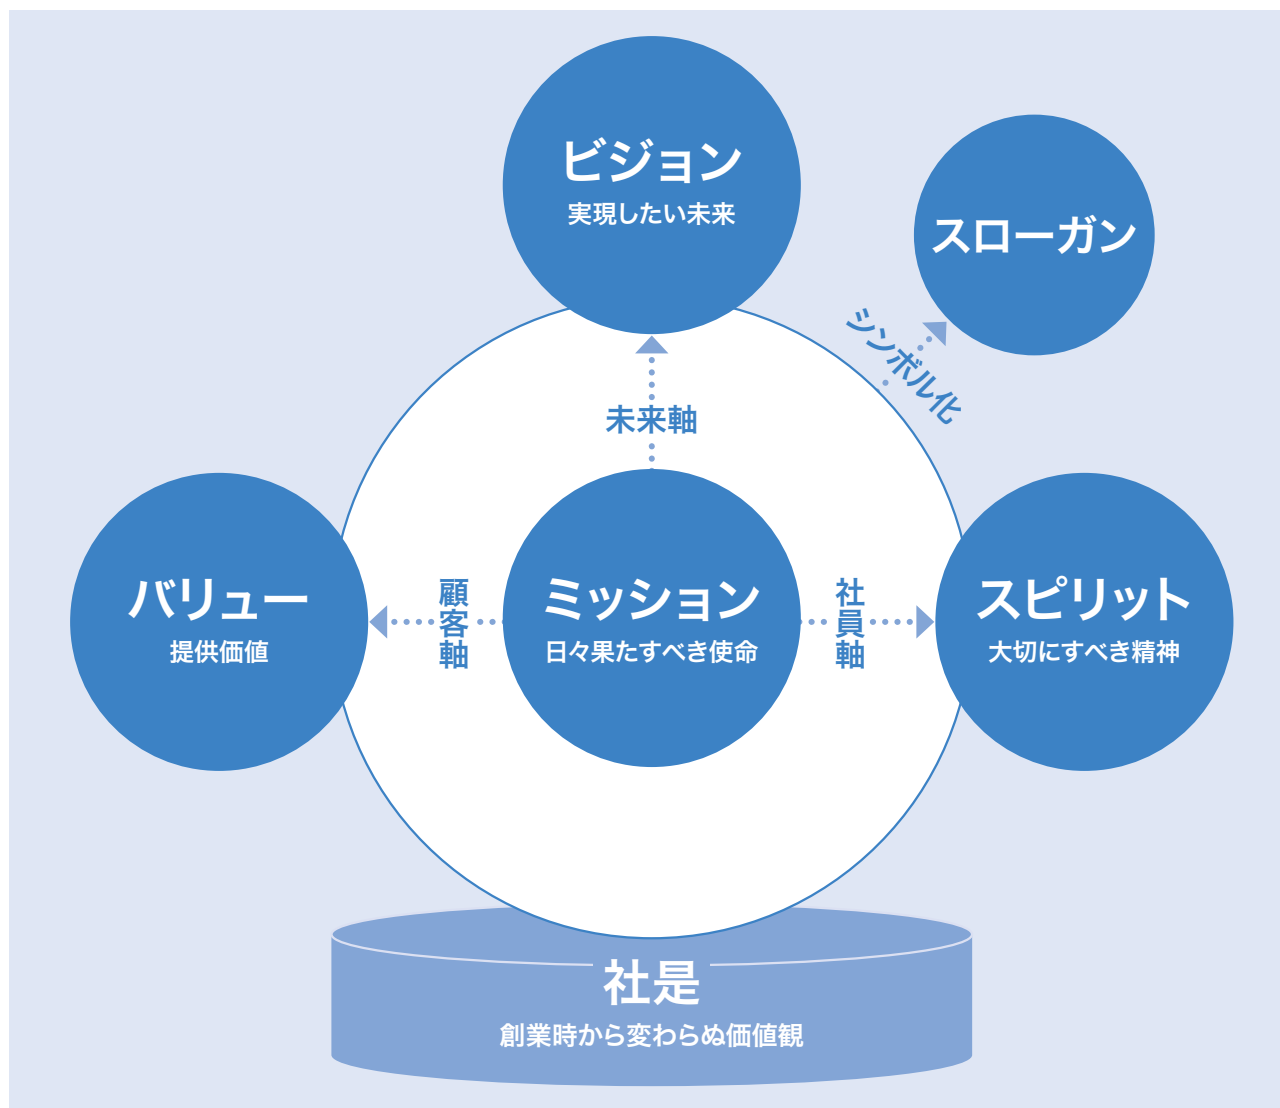 ビジョン
実現したい未来
スローガン
シンボル化
未来軸
バリュー
提供価値
顧客軸
ミッション
日々果たすべき使命
社員軸
スピリット
大切にすべき精神
社是
創業時から変わらぬ価値観